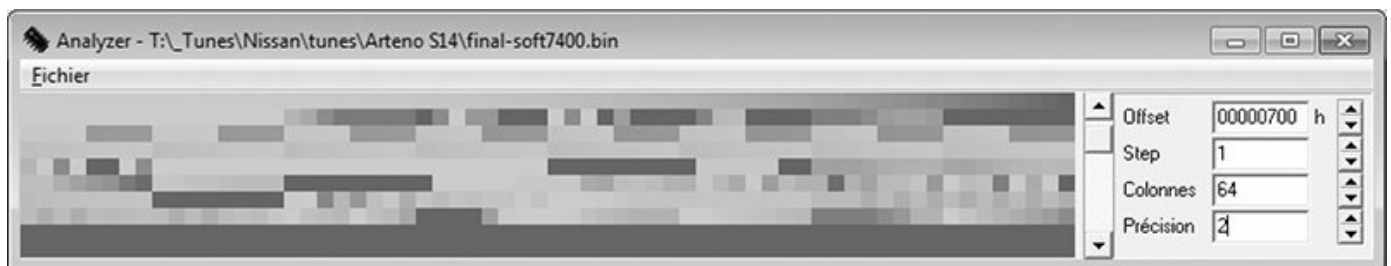 Analyzer - T:\_Tunes\Nissan\tunes\Arteno S14\final-soft7400.bin
Fichier
Offset 00000700 h
Step 1
Colonnes 64
Précision 2